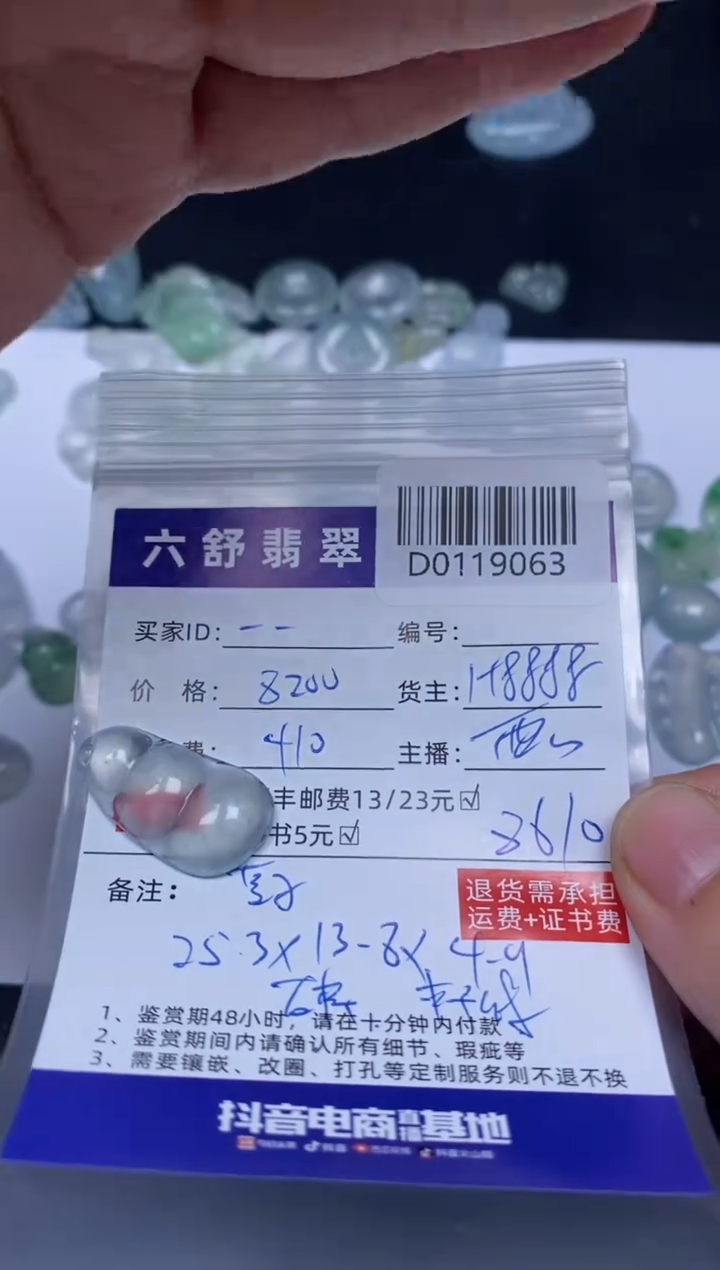 六舒翡翠
D0119063
买家ID: -- 编号:
价 格: 8200 货主: H8888
费: 410 主播:
丰邮费13/23元☑
书5元☑ 8610
备注:
退货需承担
运费+证书费
25.3X13-8X4-9
1、鉴赏期48小时，请在十分钟内付款
2、鉴赏期间内请确认所有细节、瑕疵等
3、需要镶嵌、改圈、打孔等定制服务则不退不换
抖音电商直播基地